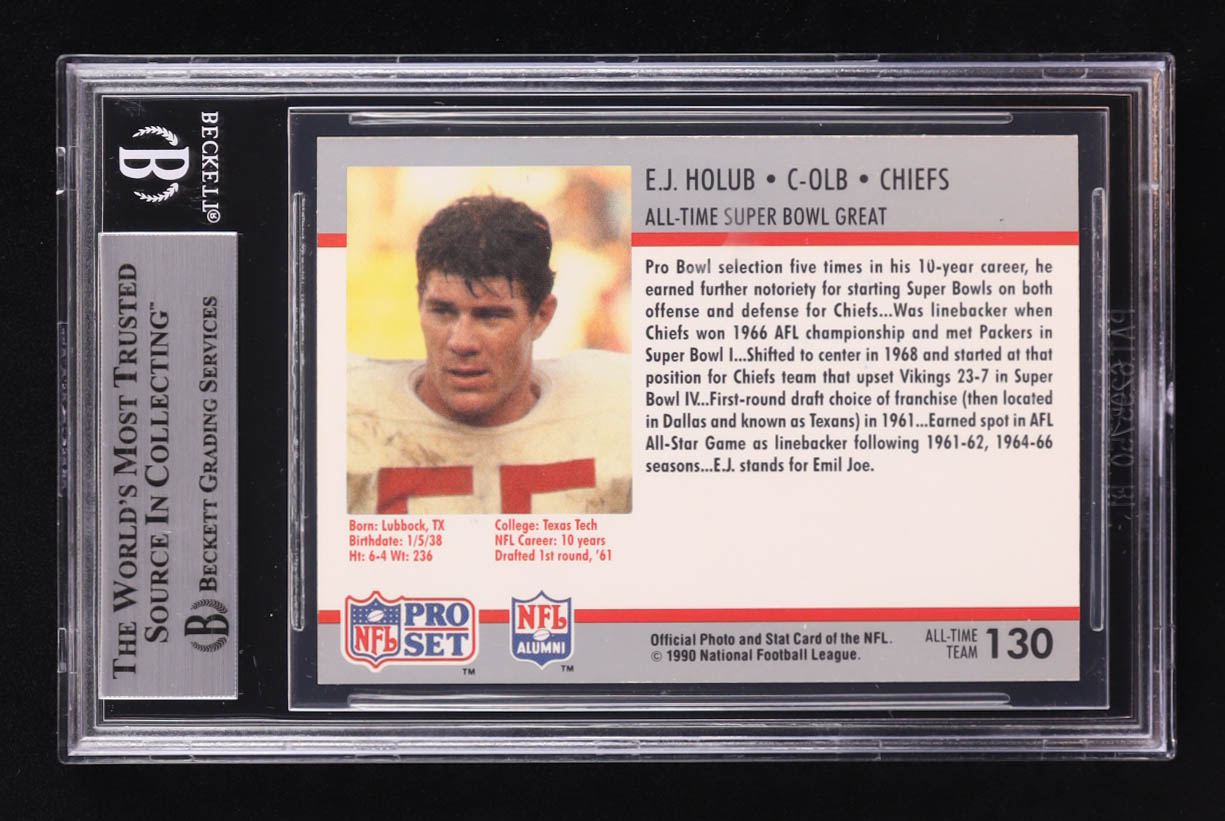 BECKETT®
B
THE WORLD'S MOST TRUSTED
SOURCE IN COLLECTING™
B BECKETT GRADING SERVICES
E.J. HOLUB • C-OLB • CHIEFS
ALL-TIME SUPER BOWL GREAT
Pro Bowl selection five times in his 10-year career, he
earned further notoriety for starting Super Bowls on both
offense and defense for Chiefs...Was linebacker when
Chiefs won 1966 AFL championship and met Packers in
Super Bowl I...Shifted to center in 1968 and started at that
position for Chiefs team that upset Vikings 23-7 in Super
Bowl IV...First-round draft choice of franchise (then located
in Dallas and known as Texans) in 1961...Earned spot in AFL
All-Star Game as linebacker following 1961-62, 1964-66
seasons...E.J. stands for Emil Joe.
55
Born: Lubbock, TX
Birthdate: 1/5/38
Ht: 6-4 Wt: 236
College: Texas Tech
NFL Career: 10 years
Drafted 1st round, '61
NFL PRO SET™
NFL ALUMNI™
Official Photo and Stat Card of the NFL.
© 1990 National Football League.
ALL-TIME
TEAM 130